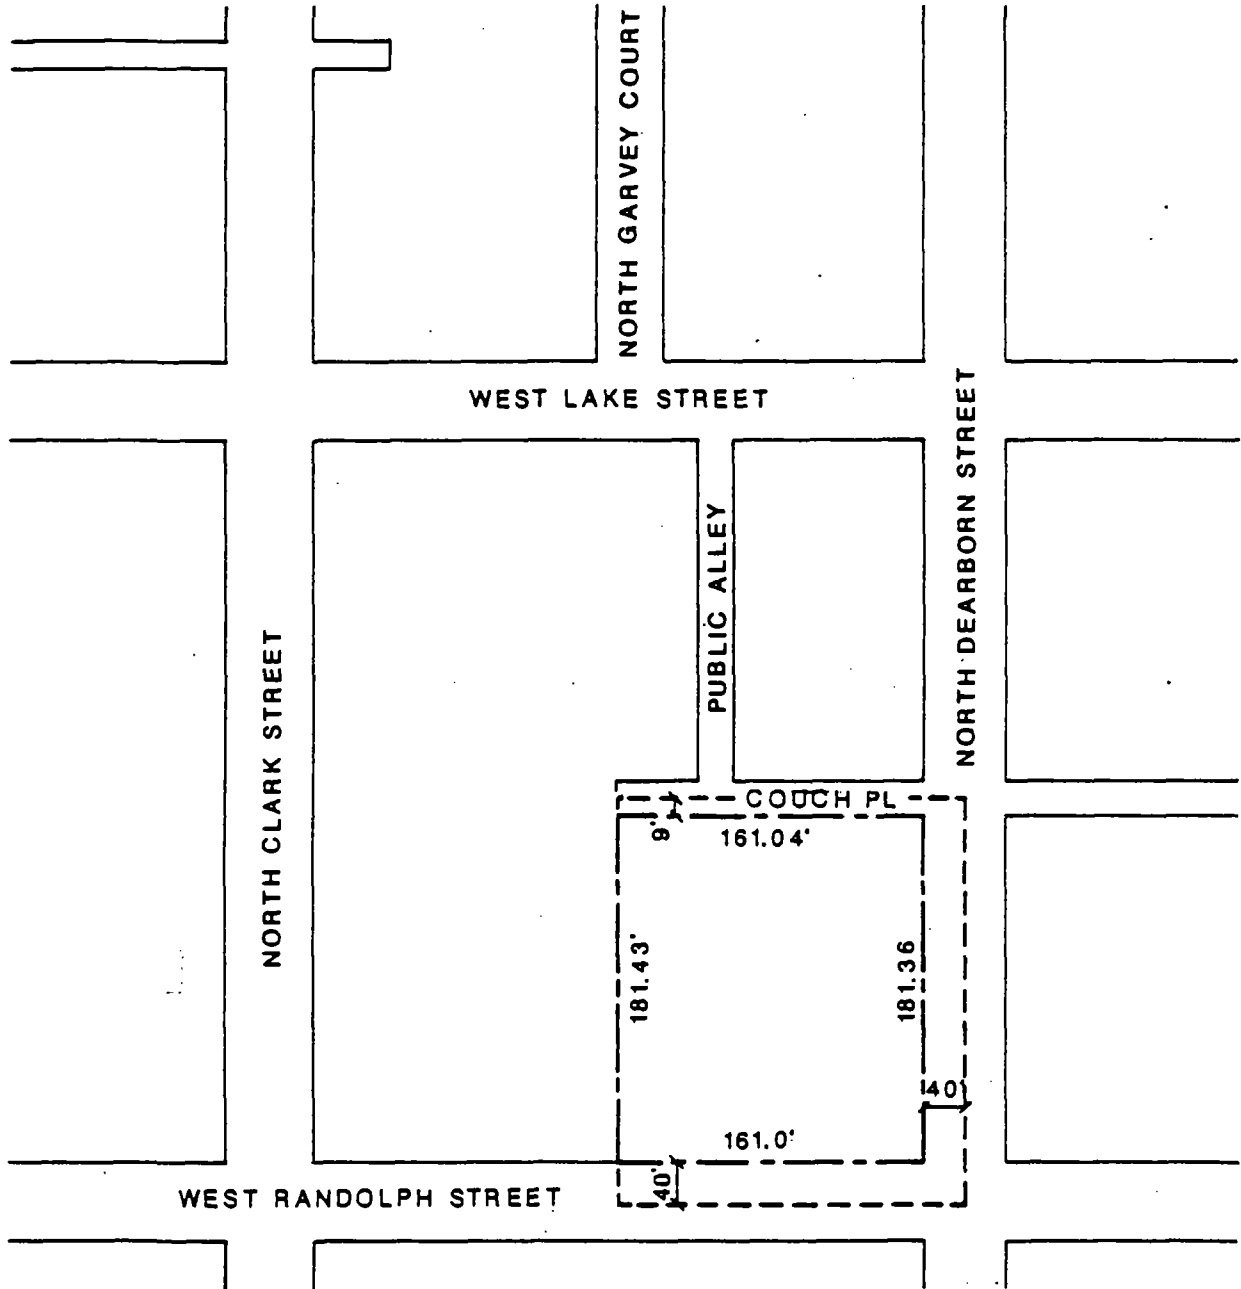 NORTH GARVEY COURT
WEST LAKE STREET
NORTH DEARBORN STREET
PUBLIC ALLEY
NORTH CLARK STREET
COUCH PL
9'
161.04'
181.43'
181.36
40'
161.0'
40'
WEST RANDOLPH STREET